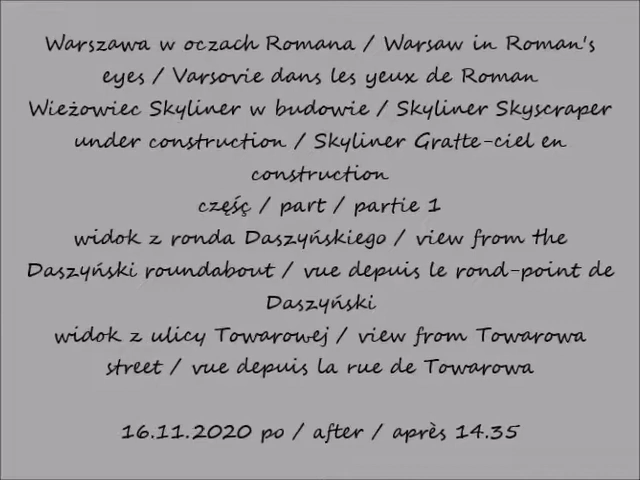 Warszawa w oczach Romana / Warsaw in Roman's
eyes / Varsovie dans les yeux de Roman
Wieżowiec Skyliner w budowie / Skyliner Skyscraper
under construction / Skyliner Gratte-ciel en
construction
częśç / part / partie 1
widok z ronda Daszyńskiego / view from the
Daszyński roundabout / vue depuis le rond-point de
Daszyński
widok z ulicy Towarowej / view from Towarowa
street / vue depuis la rue de Towarowa
16.11.2020 po / after / après 14.35